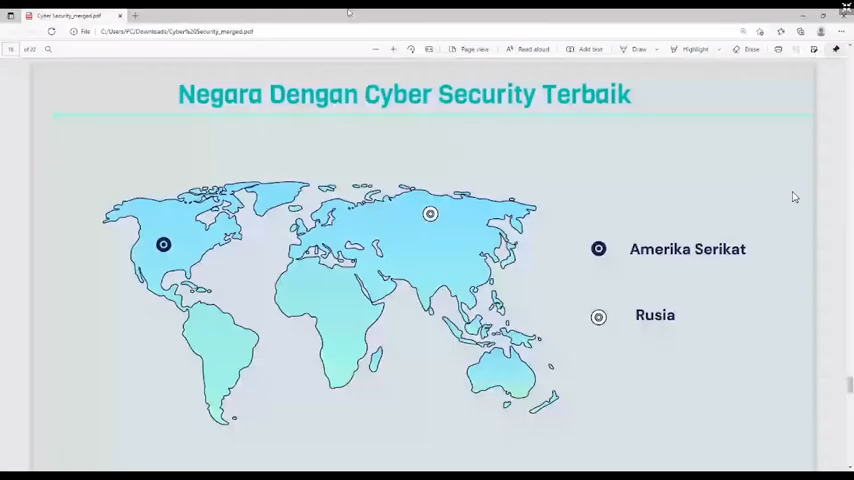 Cyber Security_merged.pdf
File
C:/Users/PC/Downloads/Cyber%20Security_merged.pdf
of 22
Page view
Read aloud
Add text
Draw
Highlight
Erase
Negara Dengan Cyber Security Terbaik
Amerika Serikat
Rusia